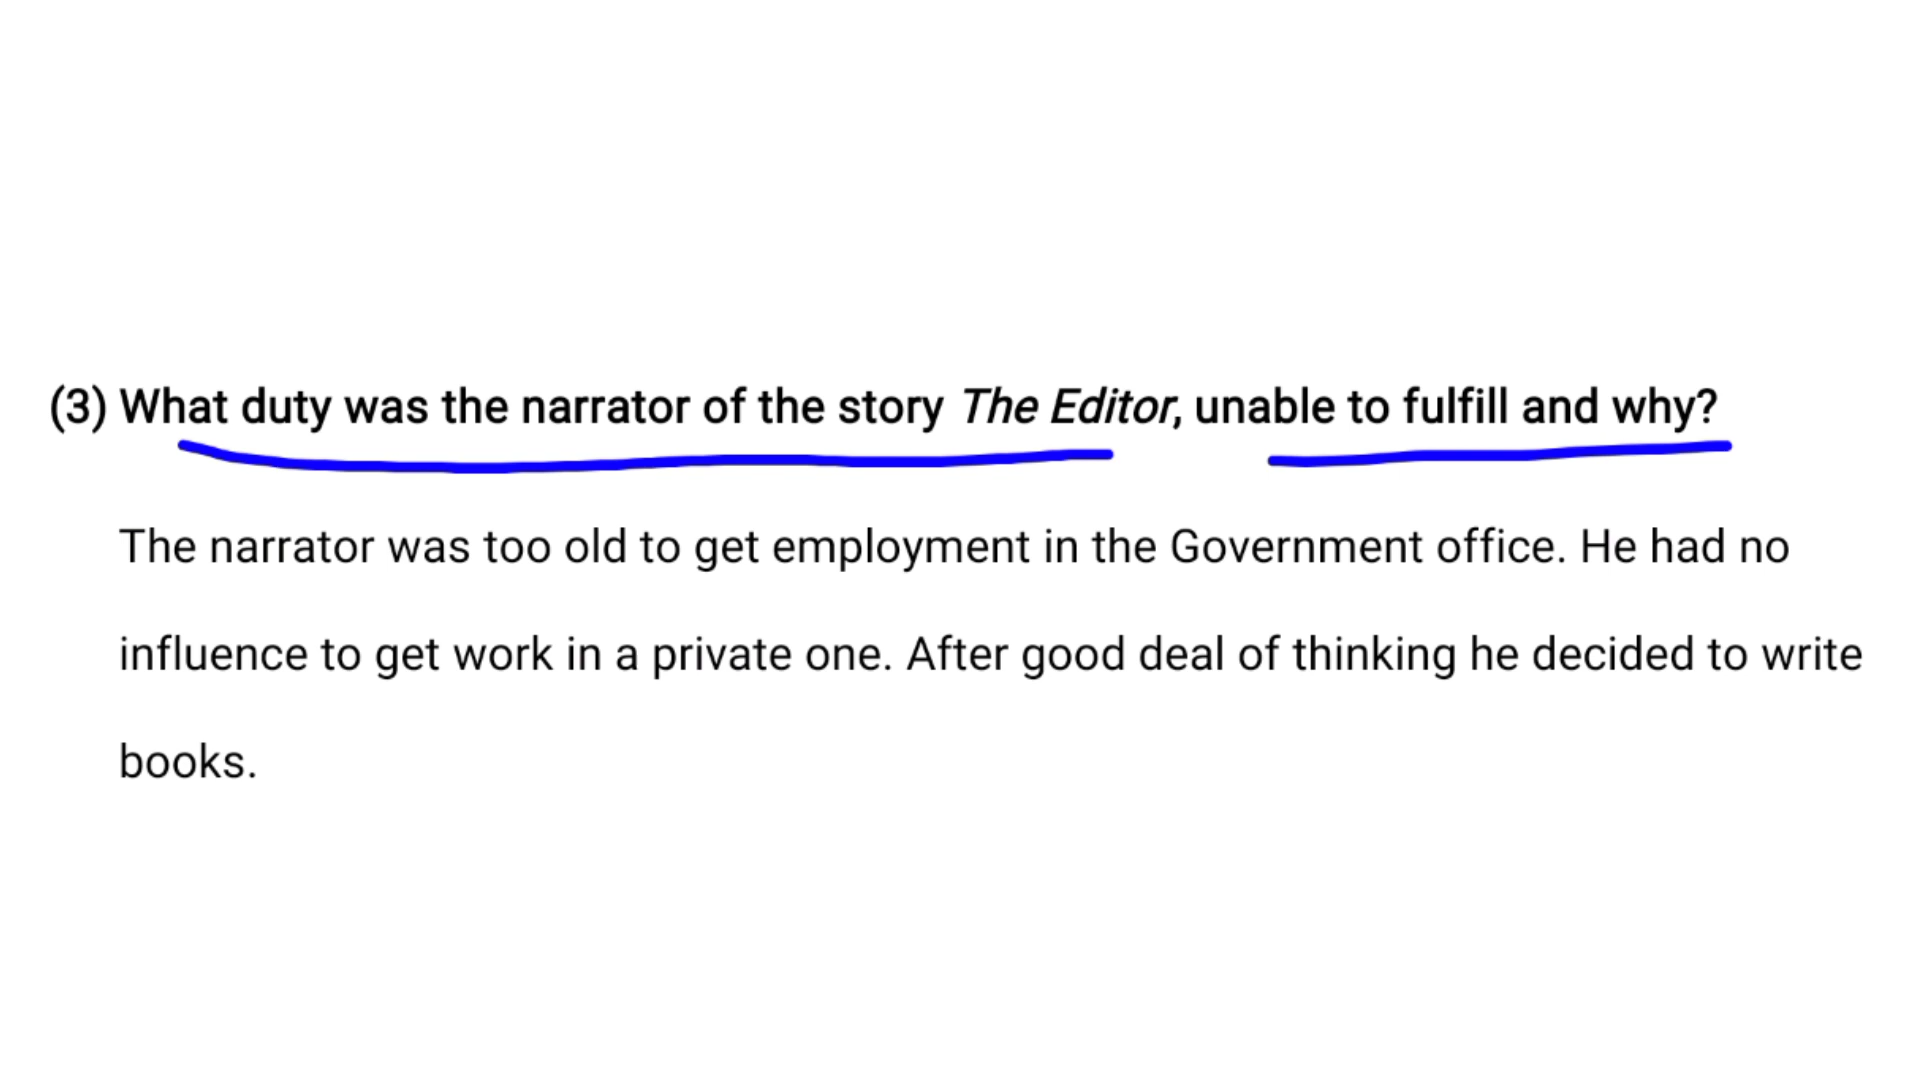 (3) What duty was the narrator of the story The Editor, unable to fulfill and why?
The narrator was too old to get employment in the Government office. He had no
influence to get work in a private one. After good deal of thinking he decided to write
books.